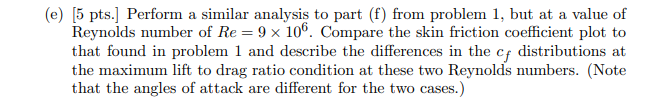 (e) [5 pts.] Perform a similar analysis to part (f) from problem 1, but at a value of
Reynolds number of Re = 9 × 10⁶. Compare the skin friction coefficient plot to
that found in problem 1 and describe the differences in the c_f distributions at
the maximum lift to drag ratio condition at these two Reynolds numbers. (Note
that the angles of attack are different for the two cases.)